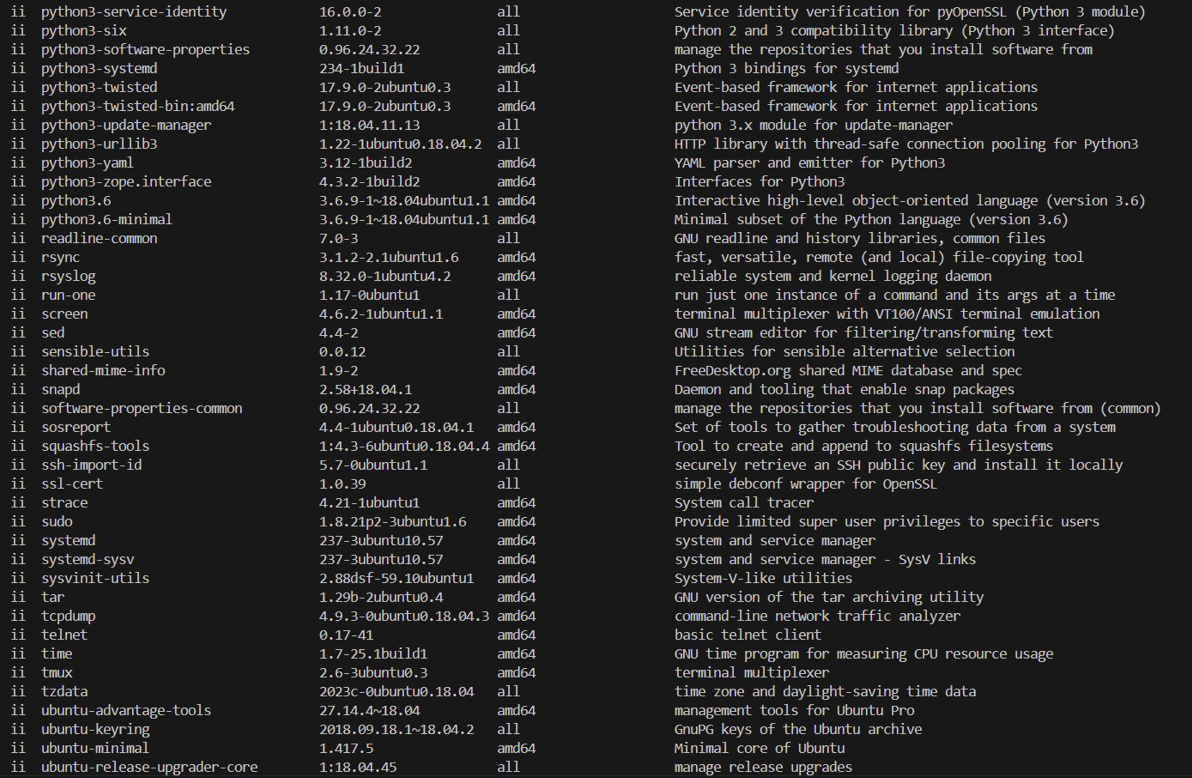 ii  python3-service-identity            16.0.0-2               all                    Service identity verification for pyOpenSSL (Python 3 module)
ii  python3-six                         1.11.0-2               all                    Python 2 and 3 compatibility library (Python 3 interface)
ii  python3-software-properties         0.96.24.32.22          all                    manage the repositories that you install software from
ii  python3-systemd                     234-1build1            amd64                  Python 3 bindings for systemd
ii  python3-twisted                     17.9.0-2ubuntu0.3      all                    Event-based framework for internet applications
ii  python3-twisted-bin:amd64           17.9.0-2ubuntu0.3      amd64                  Event-based framework for internet applications
ii  python3-update-manager              1:18.04.11.13          all                    python 3.x module for update-manager
ii  python3-urllib3                     1.22-1ubuntu0.18.04.2  all                    HTTP library with thread-safe connection pooling for Python3
ii  python3-yaml                        3.12-1build2           amd64                  YAML parser and emitter for Python3
ii  python3-zope.interface              4.3.2-1build2          amd64                  Interfaces for Python3
ii  python3.6                           3.6.9-1~18.04ubuntu1.1 amd64                  Interactive high-level object-oriented language (version 3.6)
ii  python3.6-minimal                   3.6.9-1~18.04ubuntu1.1 amd64                  Minimal subset of the Python language (version 3.6)
ii  readline-common                     7.0-3                  all                    GNU readline and history libraries, common files
ii  rsync                               3.1.2-2.1ubuntu1.6     amd64                  fast, versatile, remote (and local) file-copying tool
ii  rsyslog                             8.32.0-1ubuntu4.2      amd64                  reliable system and kernel logging daemon
ii  run-one                             1.17-0ubuntu1          all                    run just one instance of a command and its args at a time
ii  screen                              4.6.2-1ubuntu1.1       amd64                  terminal multiplexer with VT100/ANSI terminal emulation
ii  sed                                 4.4-2                  amd64                  GNU stream editor for filtering/transforming text
ii  sensible-utils                      0.0.12                 all                    Utilities for sensible alternative selection
ii  shared-mime-info                    1.9-2                  amd64                  FreeDesktop.org shared MIME database and spec
ii  snapd                               2.58+18.04.1           amd64                  Daemon and tooling that enable snap packages
ii  software-properties-common          0.96.24.32.22          all                    manage the repositories that you install software from (common)
ii  sosreport                           4.4-1ubuntu0.18.04.1   amd64                  Set of tools to gather troubleshooting data from a system
ii  squashfs-tools                      1:4.3-6ubuntu0.18.04.4 amd64                  Tool to create and append to squashfs filesystems
ii  ssh-import-id                       5.7-0ubuntu1.1         all                    securely retrieve an SSH public key and install it locally
ii  ssl-cert                            1.0.39                 all                    simple debconf wrapper for OpenSSL
ii  strace                              4.21-1ubuntu1          amd64                  System call tracer
ii  sudo                                1.8.21p2-3ubuntu1.6    amd64                  Provide limited super user privileges to specific users
ii  systemd                             237-3ubuntu10.57       amd64                  system and service manager
ii  systemd-sysv                        237-3ubuntu10.57       amd64                  system and service manager - SysV links
ii  sysvinit-utils                      2.88dsf-59.10ubuntu1   amd64                  System-V-like utilities
ii  tar                                 1.29b-2ubuntu0.4       amd64                  GNU version of the tar archiving utility
ii  tcpdump                             4.9.3-0ubuntu0.18.04.3 amd64                  command-line network traffic analyzer
ii  telnet                              0.17-41                amd64                  basic telnet client
ii  time                                1.7-25.1build1         amd64                  GNU time program for measuring CPU resource usage
ii  tmux                                2.6-3ubuntu0.3         amd64                  terminal multiplexer
ii  tzdata                              2023c-0ubuntu0.18.04   all                    time zone and daylight-saving time data
ii  ubuntu-advantage-tools              27.14.4~18.04          amd64                  management tools for Ubuntu Pro
ii  ubuntu-keyring                      2018.09.18.1~18.04.2   all                    GnuPG keys of the Ubuntu archive
ii  ubuntu-minimal                      1.417.5                amd64                  Minimal core of Ubuntu
ii  ubuntu-release-upgrader-core        1:18.04.45             all                    manage release upgrades